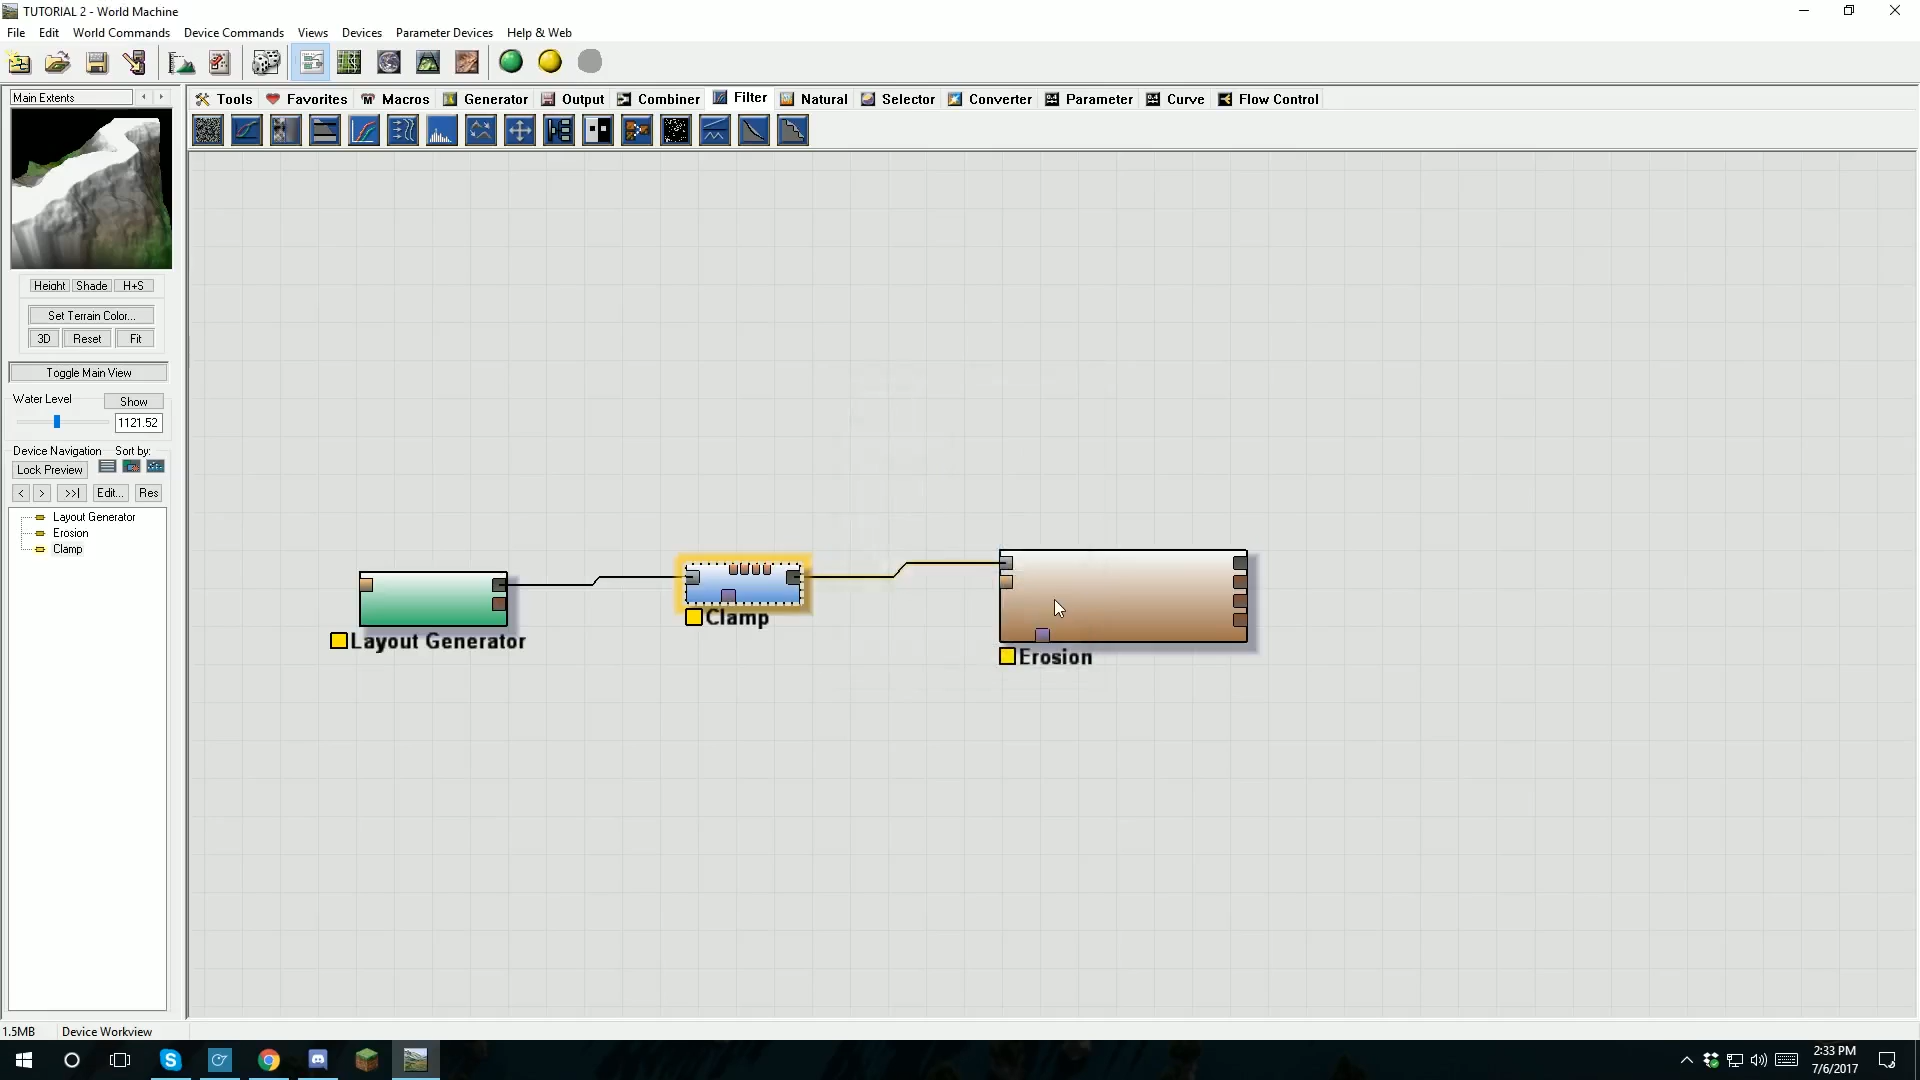 TUTORIAL 2 - World Machine
File Edit World Commands Device Commands Views Devices Parameter Devices Help & Web
Main Extents
Tools Favorites Macros Generator Output Combiner Filter Natural Selector Converter Parameter Curve Flow Control
Height Shade H+S
Set Terrain Color...
3D Reset Fit
Toggle Main View
Water Level Show
1121.52
Device Navigation Sort by:
Lock Preview
< > >>| Edit... Res
Layout Generator
Erosion
Clamp
Clamp
Layout Generator
Erosion
1.5MB Device Workview
2:33 PM
7/6/2017